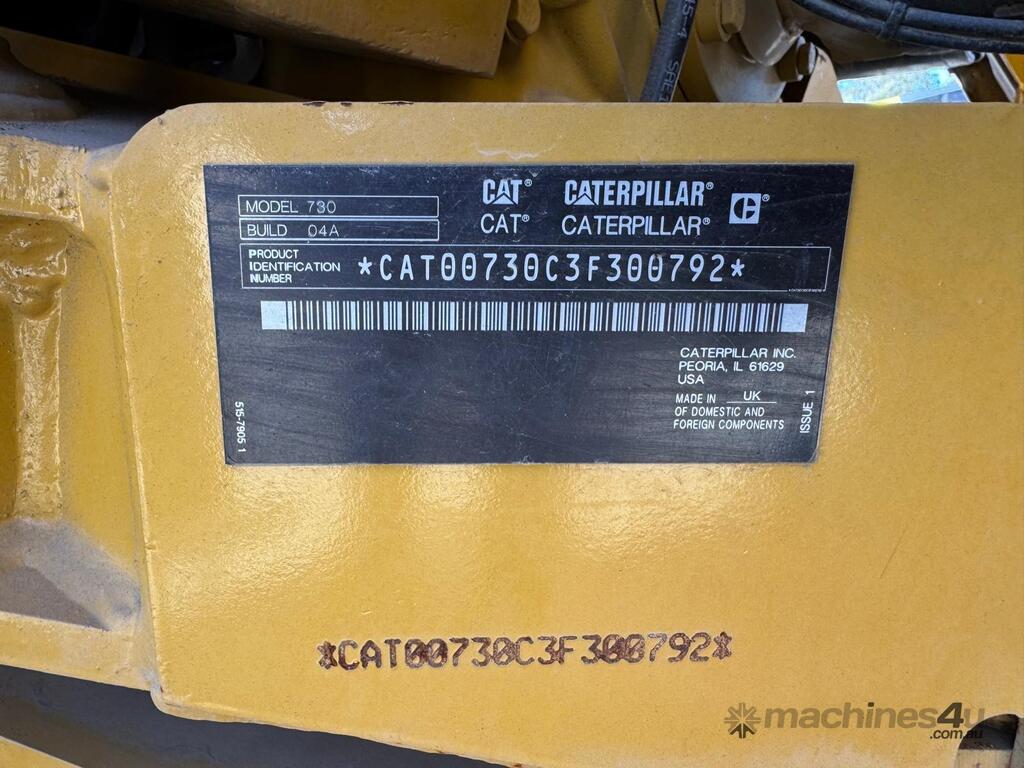 MODEL 730
BUILD 04A
CAT® CATERPILLAR®
CAT® CATERPILLAR®
PRODUCT
IDENTIFICATION
NUMBER
*CAT00730C3F300792*
CATERPILLAR INC.
PEORIA, IL 61629
USA
MADE IN UK
OF DOMESTIC AND
FOREIGN COMPONENTS
515-7905 1
ISSUE 1
*CAT00730C3F300792*
machines4u
.com.au